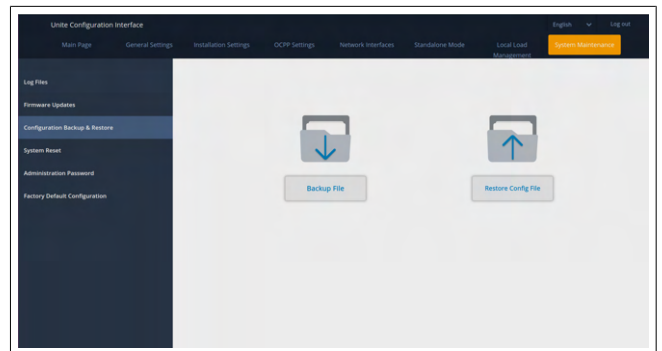 Unite Configuration Interface
English
Log out
Main Page
General Settings
Installation Settings
OCPP Settings
Network Interfaces
Standalone Mode
Local Load
Management
System Maintenance
Log Files
Firmware Updates
Configuration Backup & Restore
System Reset
Administration Password
Factory Default Configuration
Backup File
Restore Config File